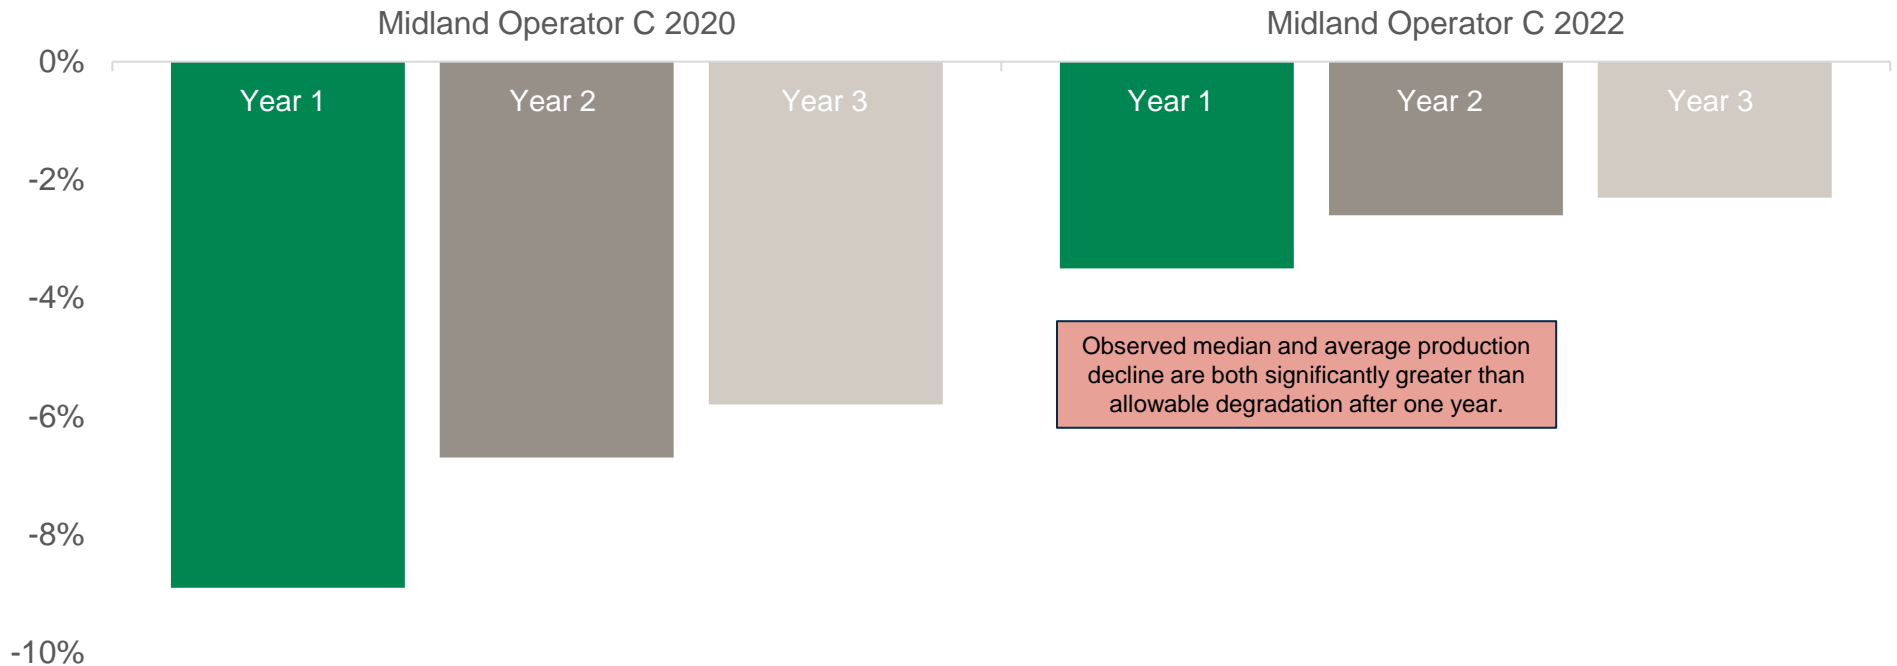 Midland Operator C 2020
Midland Operator C 2022
0%
-2%
-4%
-6%
-8%
-10%
Year 1
Year 2
Year 3
Year 1
Year 2
Year 3
Observed median and average production
decline are both significantly greater than
allowable degradation after one year.